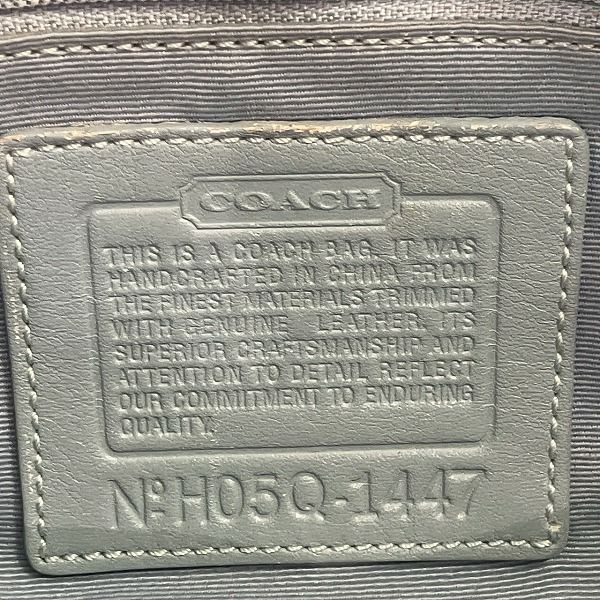 COACH
THIS IS A COACH BAG. IT WAS
HANDCRAFTED IN CHINA FROM
THE FINEST MATERIALS TRIMMED
WITH GENUINE LEATHER. ITS
SUPERIOR CRAFTSMANSHIP AND
ATTENTION TO DETAIL REFLECT
OUR COMMITMENT TO ENDURING
QUALITY.
Nº H05Q-1447